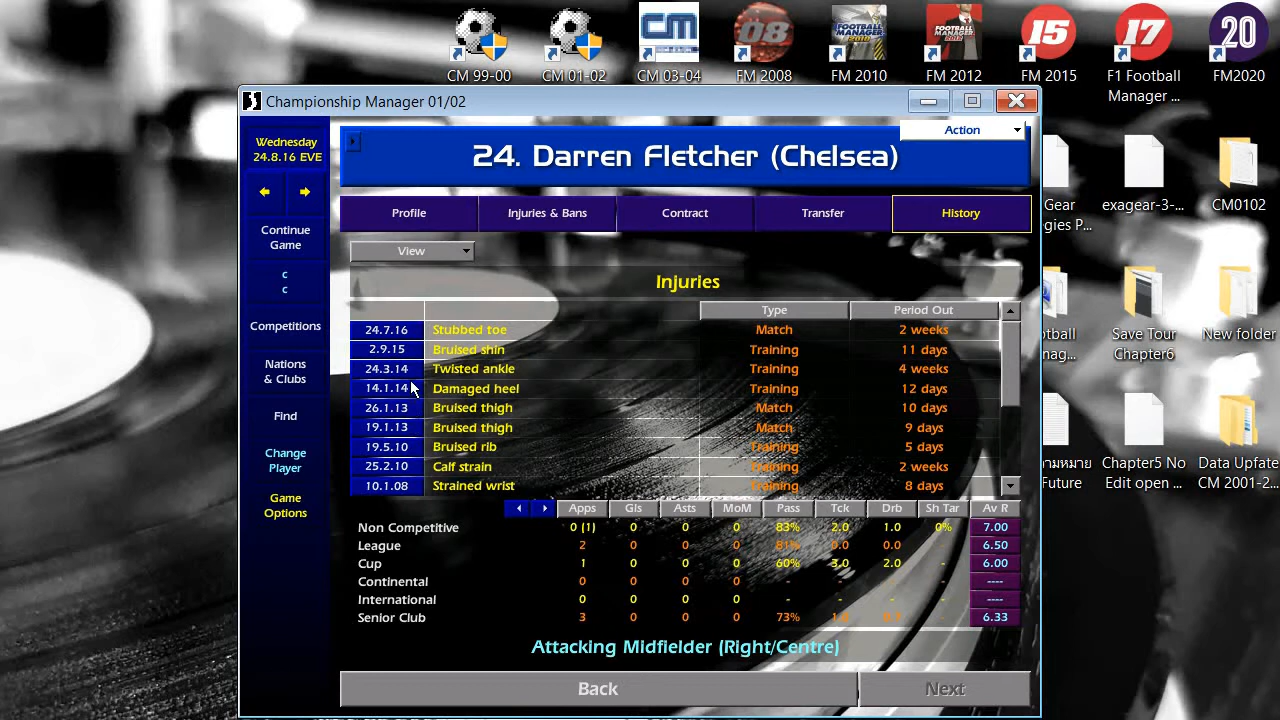 CM 99-00 CM 01-02 CM 03-04 FM 2008 FM 2010 FM 2012 FM 2015 F1 Football Manager ... FM2020
Championship Manager 01/02
Wednesday
24.8.16 EVE
Continue
Game
c
c
Competitions
Nations
& Clubs
Find
Change
Player
Game
Options
Action
24. Darren Fletcher (Chelsea)
Profile Injuries & Bans Contract Transfer History
View
Injuries
Type Period Out
24.7.16 Stubbed toe Match 2 weeks
2.9.15 Bruised shin Training 11 days
24.3.14 Twisted ankle Training 4 weeks
14.1.14 Damaged heel Training 12 days
26.1.13 Bruised thigh Match 10 days
19.1.13 Bruised thigh Match 9 days
19.5.10 Bruised rib Training 5 days
25.2.10 Calf strain Training 2 weeks
10.1.08 Strained wrist Training 8 days
Apps Gls Asts MoM Pass Tck Drb Sh Tar Av R
Non Competitive 0 (1) 0 0 0 83% 2.0 1.0 0% 7.00
League 2 0 0 0 81% 0.0 0.0 - 6.50
Cup 1 0 0 0 60% 3.0 2.0 - 6.00
Continental 0 0 0 0 - - - - ----
International 0 0 0 0 - - - - ----
Senior Club 3 0 0 0 73% - 6.33
Attacking Midfielder (Right/Centre)
Back Next
Gear exagear-3-... CM0102
gies P...
Save Tour New folder
Chapter6
Future Chapter5 No Data Update
Edit open ... CM 2001-2...
08 15 17 20